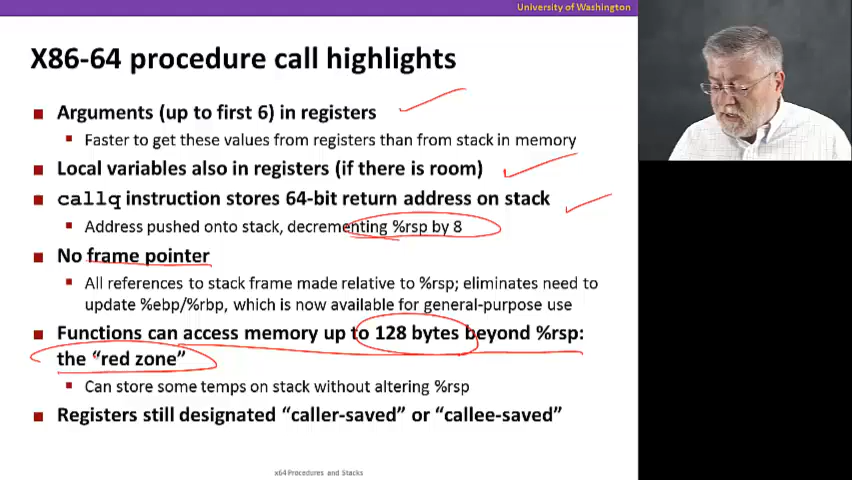 University of Washington
X86-64 procedure call highlights
Arguments (up to first 6) in registers
Faster to get these values from registers than from stack in memory
Local variables also in registers (if there is room)
callq instruction stores 64-bit return address on stack
Address pushed onto stack, decrementing %rsp by 8
No frame pointer
All references to stack frame made relative to %rsp; eliminates need to
update %ebp/%rbp, which is now available for general-purpose use
Functions can access memory up to 128 bytes beyond %rsp:
the “red zone”
Can store some temps on stack without altering %rsp
Registers still designated “caller-saved” or “callee-saved”
x64 Procedures and Stacks